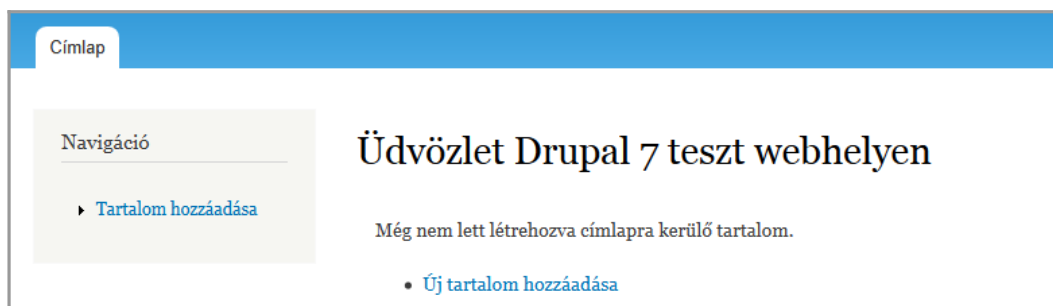 Címlap
Navigáció
Tartalom hozzáadása
Üdvözlet Drupal 7 teszt webhelyen
Még nem lett létrehozva címlapra kerülő tartalom.
Új tartalom hozzáadása